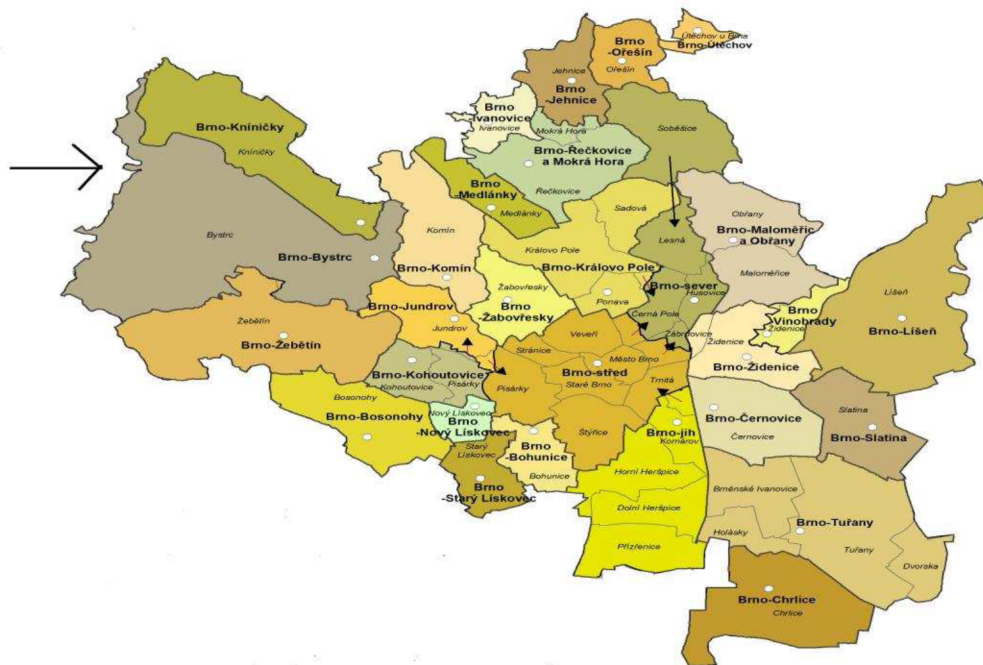 Útěchov u Brna
Brno-Útěchov
Brno
-Ořešín
Ořešín
Jehnice
Brno
-Jehnice
Brno
-Ivanovice
Ivanovice
Mokrá Hora
Brno-Řečkovice
a Mokrá Hora
Řečkovice
Soběšice
Brno-Kníničky
Kníničky
Brno
-Medlánky
Medlánky
Sadová
Lesná
Obřany
Brno-Maloměřic
a Obřany
Maloměřice
Bystrc
Brno-Bystrc
Komín
Brno-Komín
Královo Pole
Brno-Královo Pole
Ponava
Brno-sever
Husovice
Černá Pole
Zábrdovice
Žabovřesky
Brno
-Žabovřesky
Brno-Jundrov
Jundrov
Líšeň
Brno-Líšeň
Brno
Vinohrady
Židenice
Židenice
Brno-Židenice
Žebětín
Brno-Žebětín
Veveří
Stránice
Město Brno
Brno-střed
Pisárky
Staré Brno
Trnitá
Štýřice
Brno-Kohoutovice
Kohoutovice
Pisárky
Bosonohy
Brno-Bosonohy
Nový Lískovec
Brno
-Nový Lískovec
Starý
Lískovec
Brno
-Starý Lískovec
Brno
-Bohunice
Bohunice
Brno-jih
Komárov
Horní Heršpice
Dolní Heršpice
Přízřenice
Brno-Černovice
Černovice
Slatina
Brno-Slatina
Brněnské Ivanovice
Brno-Tuřany
Holásky
Tuřany
Dvorska
Brno-Chrlice
Chrlice